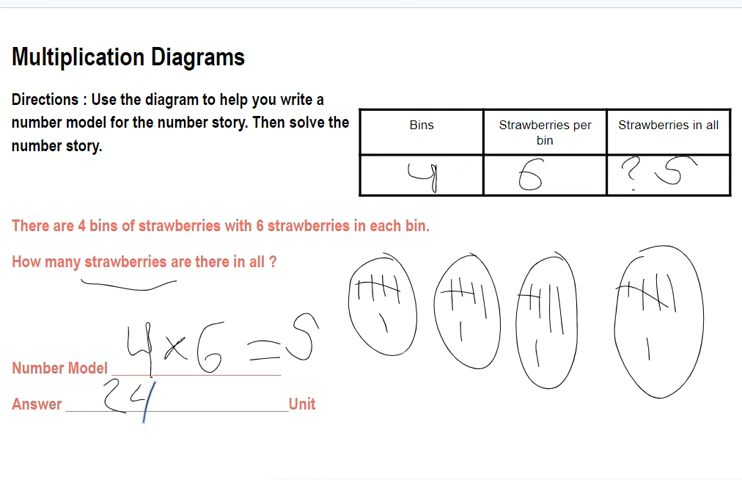 Multiplication Diagrams
Directions : Use the diagram to help you write a
number model for the number story. Then solve the
number story.
Bins Strawberries per bin Strawberries in all
4 6 ? S
There are 4 bins of strawberries with 6 strawberries in each bin.
How many strawberries are there in all ?
Number Model 4 x 6 = S
Answer 24 Unit